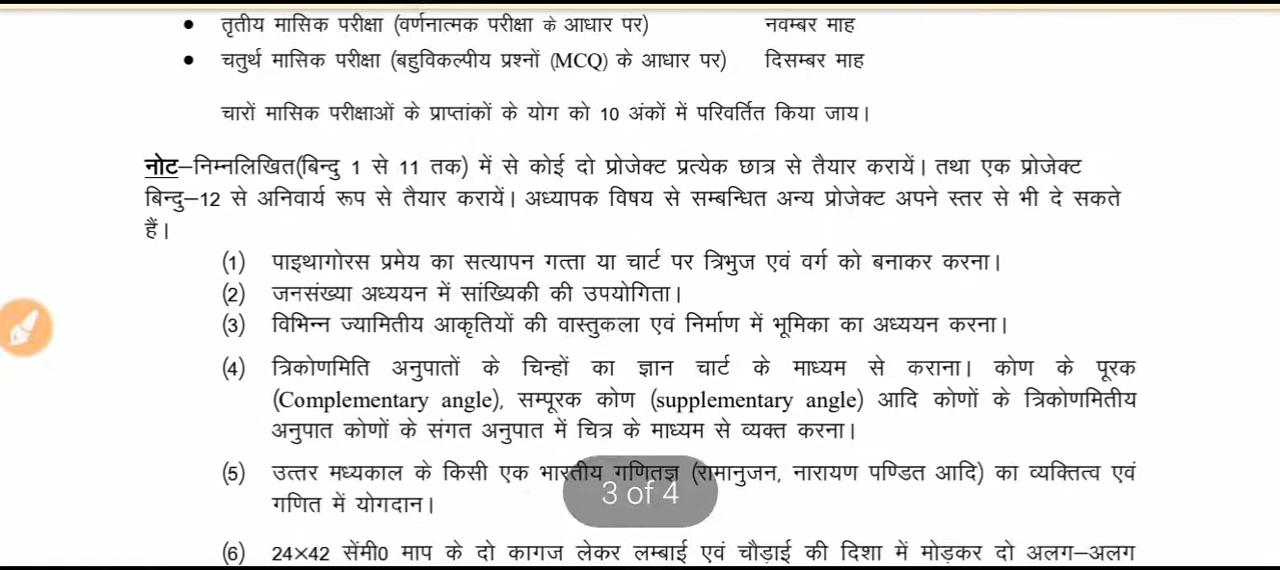 • तृतीय मासिक परीक्षा (वर्णनात्मक परीक्षा के आधार पर) नवम्बर माह
• चतुर्थ मासिक परीक्षा (बहुविकल्पीय प्रश्नों (MCQ) के आधार पर) दिसम्बर माह
चारों मासिक परीक्षाओं के प्राप्तांकों के योग को 10 अंकों में परिवर्तित किया जाय।
नोट–निम्नलिखित(बिन्दु 1 से 11 तक) में से कोई दो प्रोजेक्ट प्रत्येक छात्र से तैयार करायें। तथा एक प्रोजेक्ट
बिन्दु–12 से अनिवार्य रूप से तैयार करायें। अध्यापक विषय से सम्बन्धित अन्य प्रोजेक्ट अपने स्तर से भी दे सकते
हैं।
(1) पाइथागोरस प्रमेय का सत्यापन गत्ता या चार्ट पर त्रिभुज एवं वर्ग को बनाकर करना।
(2) जनसंख्या अध्ययन में सांख्यिकी की उपयोगिता।
(3) विभिन्न ज्यामितीय आकृतियों की वास्तुकला एवं निर्माण में भूमिका का अध्ययन करना।
(4) त्रिकोणमिति अनुपातों के चिन्हों का ज्ञान चार्ट के माध्यम से कराना। कोण के पूरक
(Complementary angle), सम्पूरक कोण (supplementary angle) आदि कोणों के त्रिकोणमितीय
अनुपात कोणों के संगत अनुपात में चित्र के माध्यम से व्यक्त करना।
(5) उत्तर मध्यकाल के किसी एक भारतीय गणितज्ञ (रामानुजन, नारायण पण्डित आदि) का व्यक्तित्व एवं
गणित में योगदान।
3 of 4
(6) 24×42 सेंमी0 माप के दो कागज लेकर लम्बाई एवं चौड़ाई की दिशा में मोड़कर दो अलग–अलग